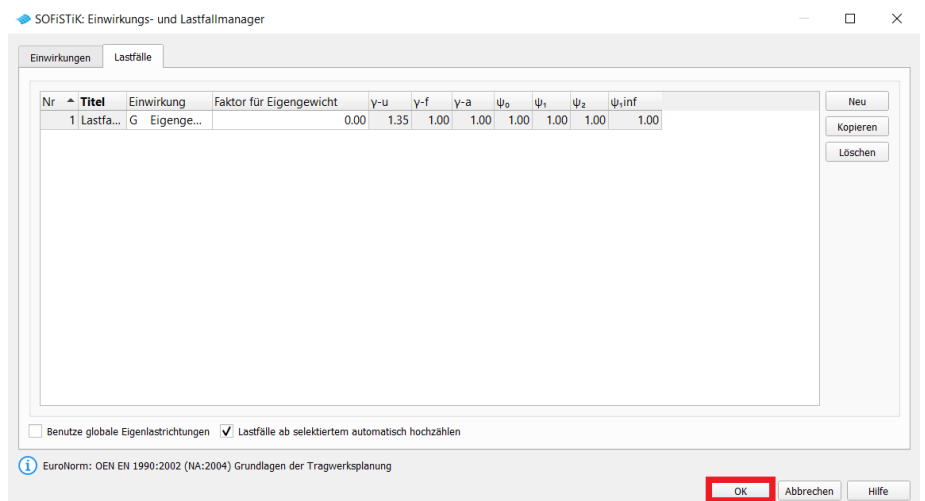 SOFiSTiK: Einwirkungs- und Lastfallmanager
Einwirkungen Lastfälle
Nr Titel Einwirkung Faktor für Eigengewicht γ-u γ-f γ-a ψ₀ ψ₁ ψ₂ ψ₁inf
1 Lastfa... G Eigenge... 0.00 1.35 1.00 1.00 1.00 1.00 1.00 1.00
Neu
Kopieren
Löschen
Benutze globale Eigenlastrichtungen Lastfälle ab selektiertem automatisch hochzählen
EuroNorm: OEN EN 1990:2002 (NA:2004) Grundlagen der Tragwerksplanung
OK Abbrechen Hilfe